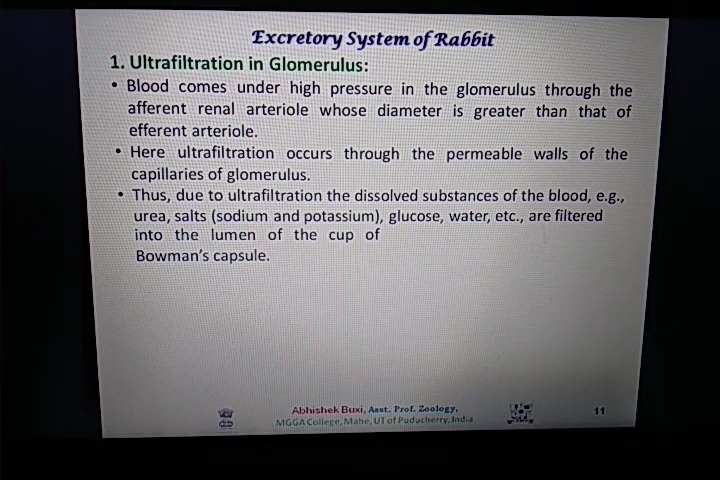 Excretory System of Rabbit
1. Ultrafiltration in Glomerulus:
• Blood comes under high pressure in the glomerulus through the
afferent renal arteriole whose diameter is greater than that of
efferent arteriole.
• Here ultrafiltration occurs through the permeable walls of the
capillaries of glomerulus.
• Thus, due to ultrafiltration the dissolved substances of the blood, e.g.,
urea, salts (sodium and potassium), glucose, water, etc., are filtered
into the lumen of the cup of
Bowman's capsule.
Abhishek Buxi, Asst. Prof. Zoology,
MGGA College, Mahe, UT of Puducherry, India
11